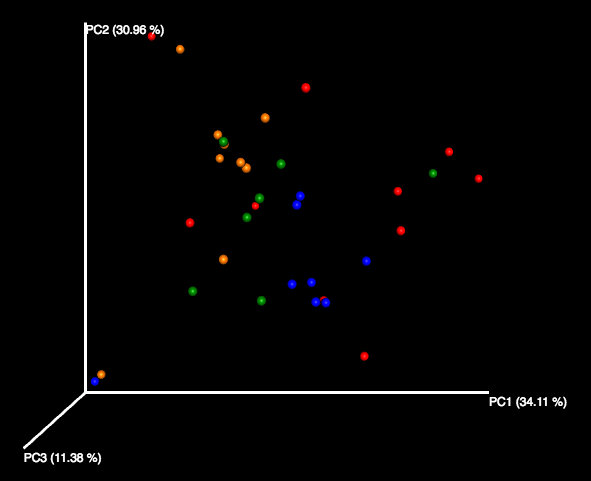 PC2 (30.96 %)
PC1 (34.11 %)
PC3 (11.38 %)